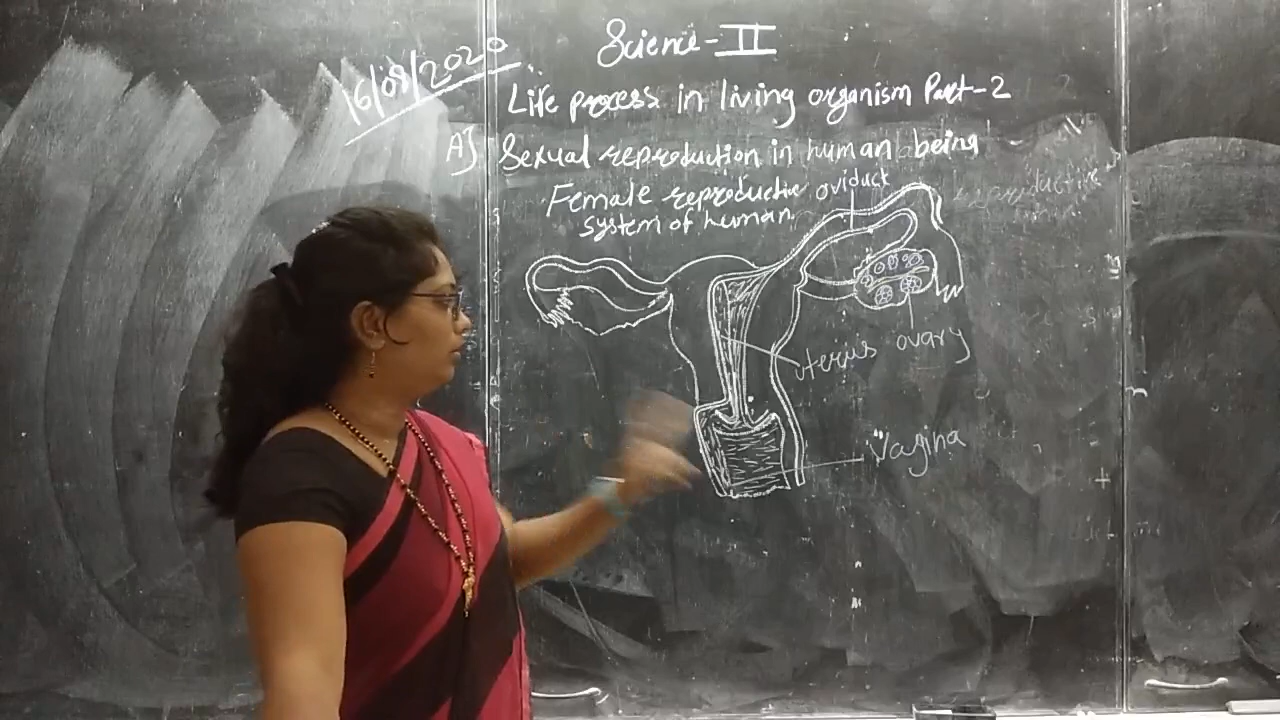 Science-II
16/09/2020
Life process in living organism Part-2
A] Sexual reproduction in human being
Female reproductive
system of human
oviduct
uterus
ovary
Vagina